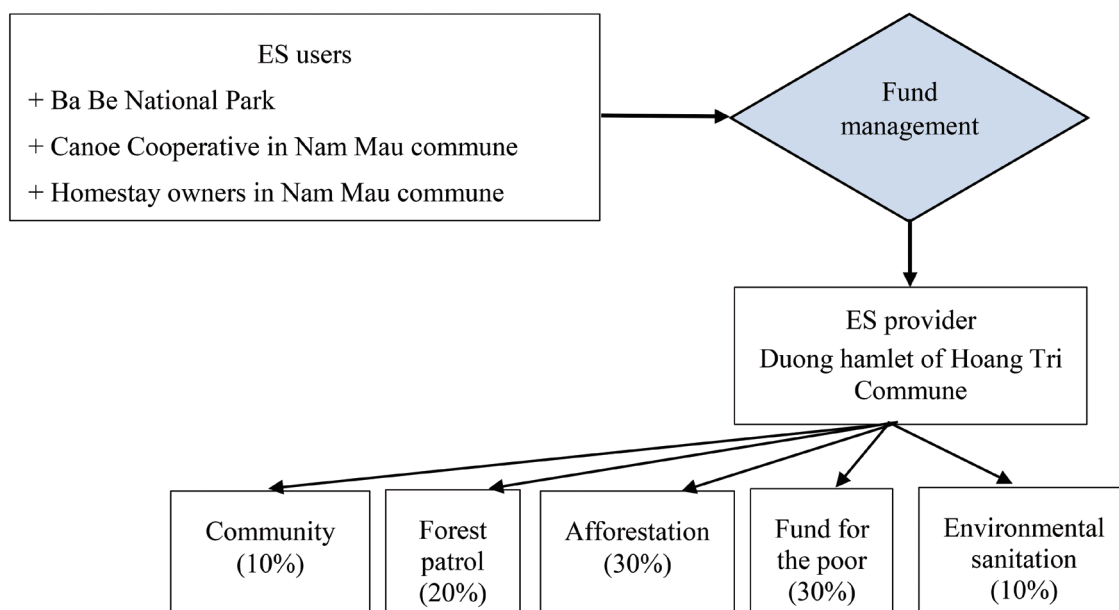 ES users
+ Ba Be National Park
+ Canoe Cooperative in Nam Mau commune
+ Homestay owners in Nam Mau commune
Fund
management
ES provider
Duong hamlet of Hoang Tri
Commune
Community
(10%)
Forest
patrol
(20%)
Afforestation
(30%)
Fund for
the poor
(30%)
Environmental
sanitation
(10%)